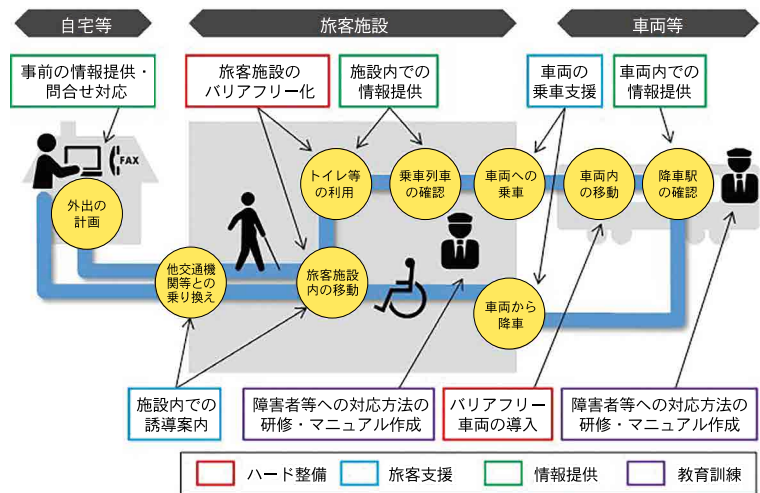 自宅等
旅客施設
車両等
事前の情報提供・
問合せ対応
旅客施設の
バリアフリー化
施設内での
情報提供
車両の
乗車支援
車両内での
情報提供
FAX
外出の
計画
トイレ等
の利用
乗車列車
の確認
車両への
乗車
車両内
の移動
降車駅
の確認
他交通機
関等との
乗り換え
旅客施設
内の移動
車両から
降車
施設内での
誘導案内
障害者等への対応方法の
研修・マニュアル作成
バリアフリー
車両の導入
障害者等への対応方法の
研修・マニュアル作成
ハード整備
旅客支援
情報提供
教育訓練